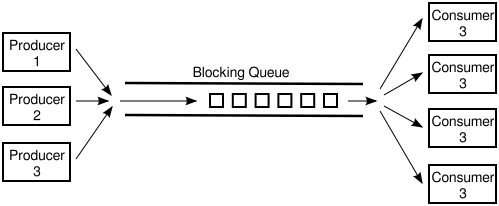 Producer
1
Producer
2
Producer
3
Blocking Queue
Consumer
3
Consumer
3
Consumer
3
Consumer
3